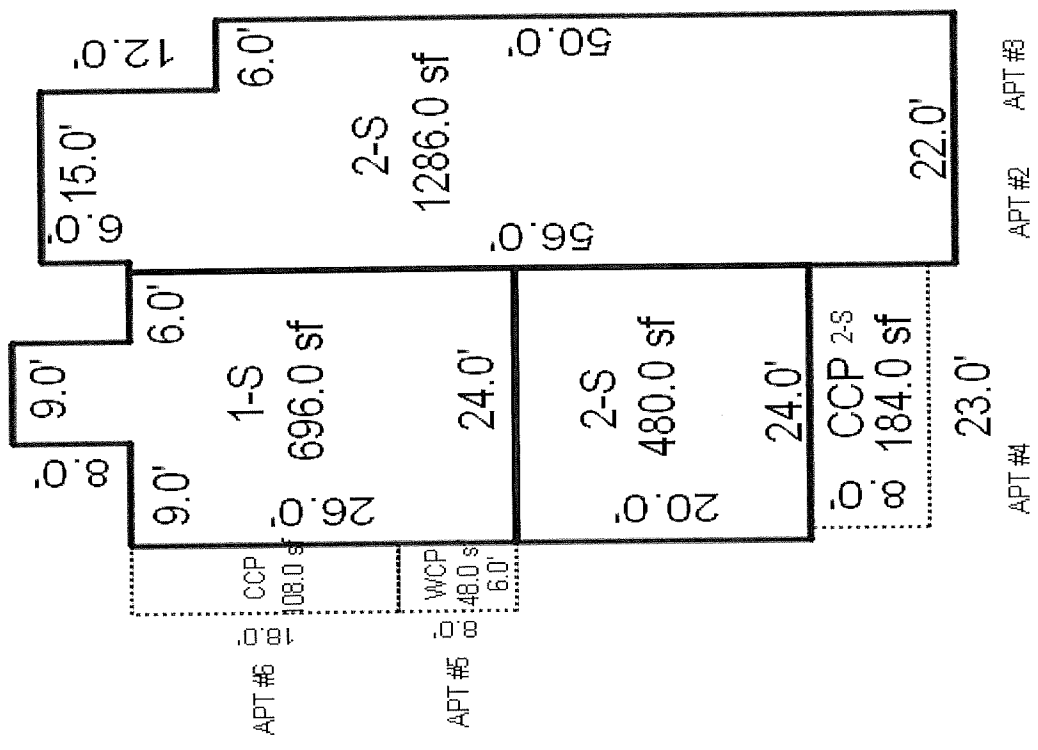 12.0'
15.0'
6.0'
6.0'
50.0'
2-S
1286.0 sf
56.0'
22.0'
9.0'
8.0'
9.0'
6.0'
1-S
696.0 sf
26.0'
24.0'
CCP
108.0 sf
18.0'
WCP
48.0 sf
6.0'
8.0'
APT #6
APT #5
2-S
480.0 sf
20.0'
24.0'
CCP 2-S
184.0 sf
8.0'
23.0'
APT #4
APT #2
APT #3